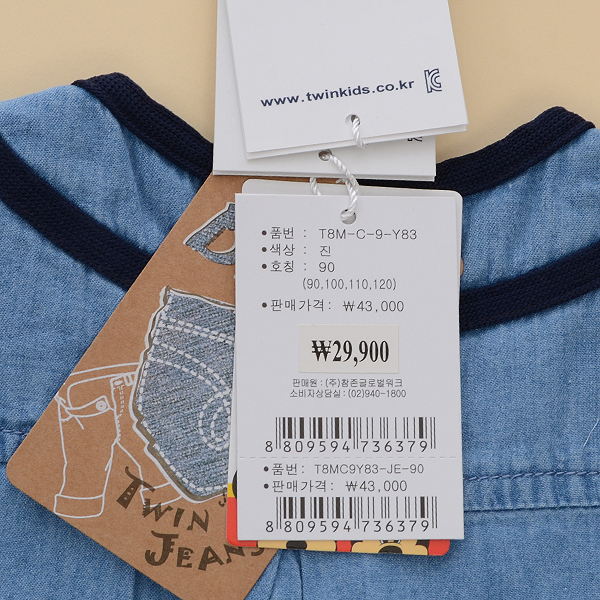 www.twinkids.co.kr
• 품번 : T8M-C-9-Y83
• 색상 : 진
• 호칭 : 90
(90,100,110,120)
• 판매가격 : ₩43,000
₩29,900
판매원 : (주)참존글로벌워크
소비자상담실 : (02)940-1800
8 809594 736379
• 품번 : T8MC9Y83-JE-90
• 판매가격 : ₩43,000
8 809594 736379
TWIN
JEANS